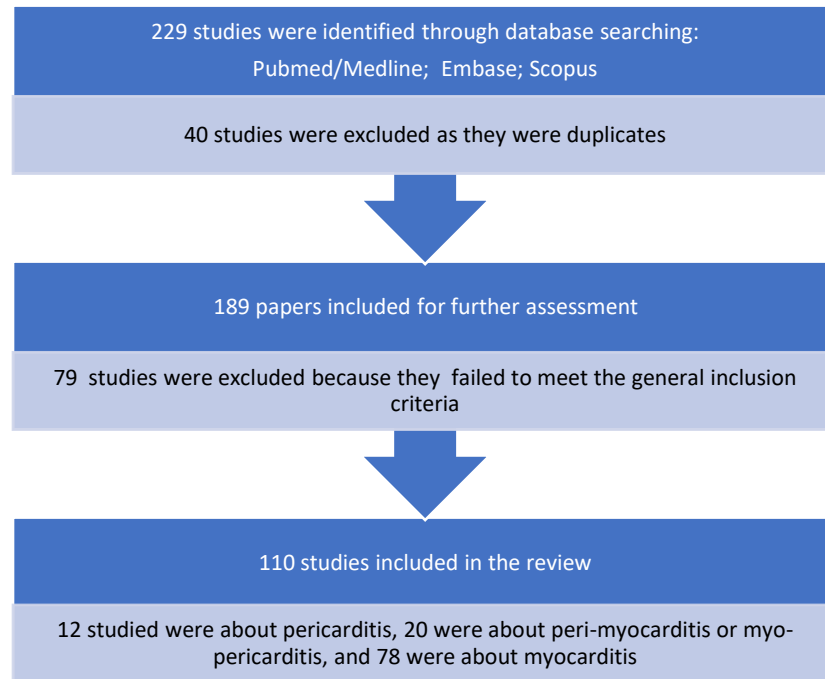 229 studies were identified through database searching:
Pubmed/Medline; Embase; Scopus
40 studies were excluded as they were duplicates
189 papers included for further assessment
79 studies were excluded because they failed to meet the general inclusion
criteria
110 studies included in the review
12 studied were about pericarditis, 20 were about peri-myocarditis or myo-
pericarditis, and 78 were about myocarditis